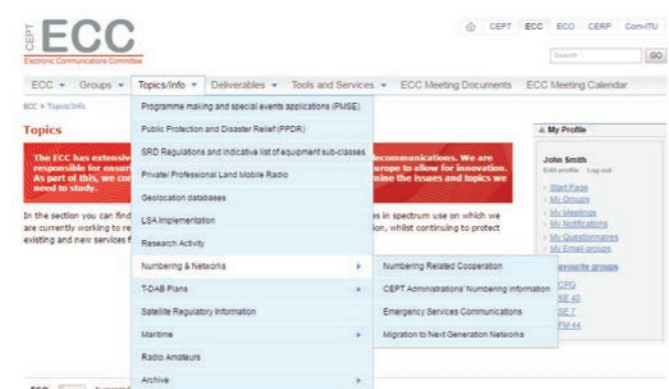 CEPT ECC ECO CERP Com-ITU
CEPT
ECC
Electronic Communications Committee
Search GO
ECC Groups Topics/Info Deliverables Tools and Services ECC Meeting Documents ECC Meeting Calendar
ECC > Topics/Info
Topics
The ECC has extensiv
responsible for ensuri
As part of this, we con
need to study.
ecommunications. We are
urope to allow for innovation.
mine the issues and topics we
In the section you can find
are currently working to re
existing and new services f
es in spectrum use on which we
ion, whilst continuing to protect
Programme making and special events applications (PMSE)
Public Protection and Disaster Relief (PPDR)
SRD Regulations and indicative list of equipment sub-classes
Private/ Professional Land Mobile Radio
Geolocation databases
LSA Implementation
Research Activity
Numbering & Networks
T-DAB Plans
Satellite Regulatory Information
Maritime
Radio Amateurs
Archive
Numbering Related Cooperation
CEPT Administrations' Numbering information
Emergency Services Communications
Migration to Next Generation Networks
My Profile
John Smith
Edit profile Log out
Start Page
My Groups
My Meetings
My Notifications
My Questionnaires
My Email groups
avourite groups
CPG
SE 40
SE 7
FM 44
ECC